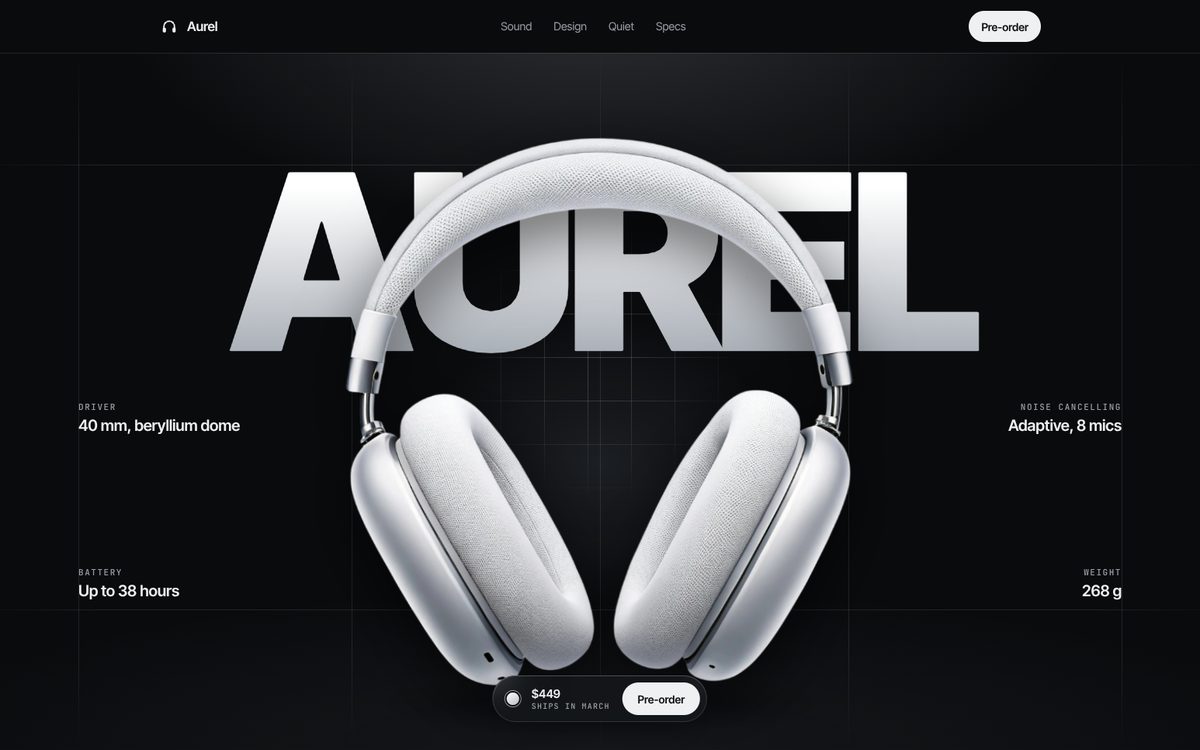 Aurel
Sound
Design
Quiet
Specs
Pre-order
AUREL
DRIVER
40 mm, beryllium dome
NOISE CANCELLING
Adaptive, 8 mics
BATTERY
Up to 38 hours
WEIGHT
268 g
$449
SHIPS IN MARCH
Pre-order